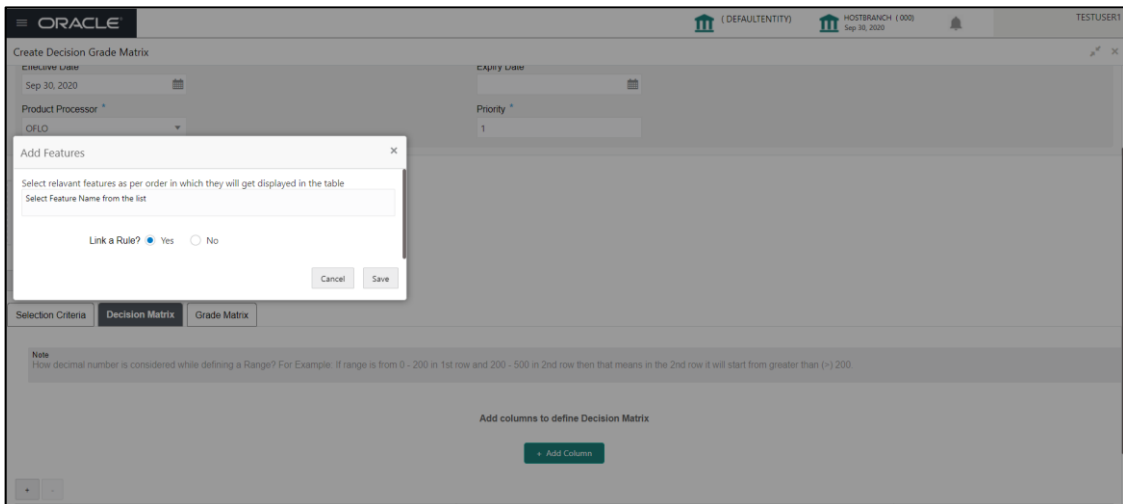 ORACLE
( DEFAULTENTITY)
HOSTBRANCH ( 000)
Sep 30, 2020
TESTUSER1
Create Decision Grade Matrix
Effective Date
Expiry Date
Sep 30, 2020
Product Processor *
Priority *
OFLO
1
Add Features
Select relavant features as per order in which they will get displayed in the table
Select Feature Name from the list
Link a Rule? Yes No
Cancel Save
Selection Criteria Decision Matrix Grade Matrix
Note
How decimal number is considered while defining a Range? For Example: If range is from 0 - 200 in 1st row and 200 - 500 in 2nd row then that means in the 2nd row it will start from greater than (>) 200.
Add columns to define Decision Matrix
+ Add Column